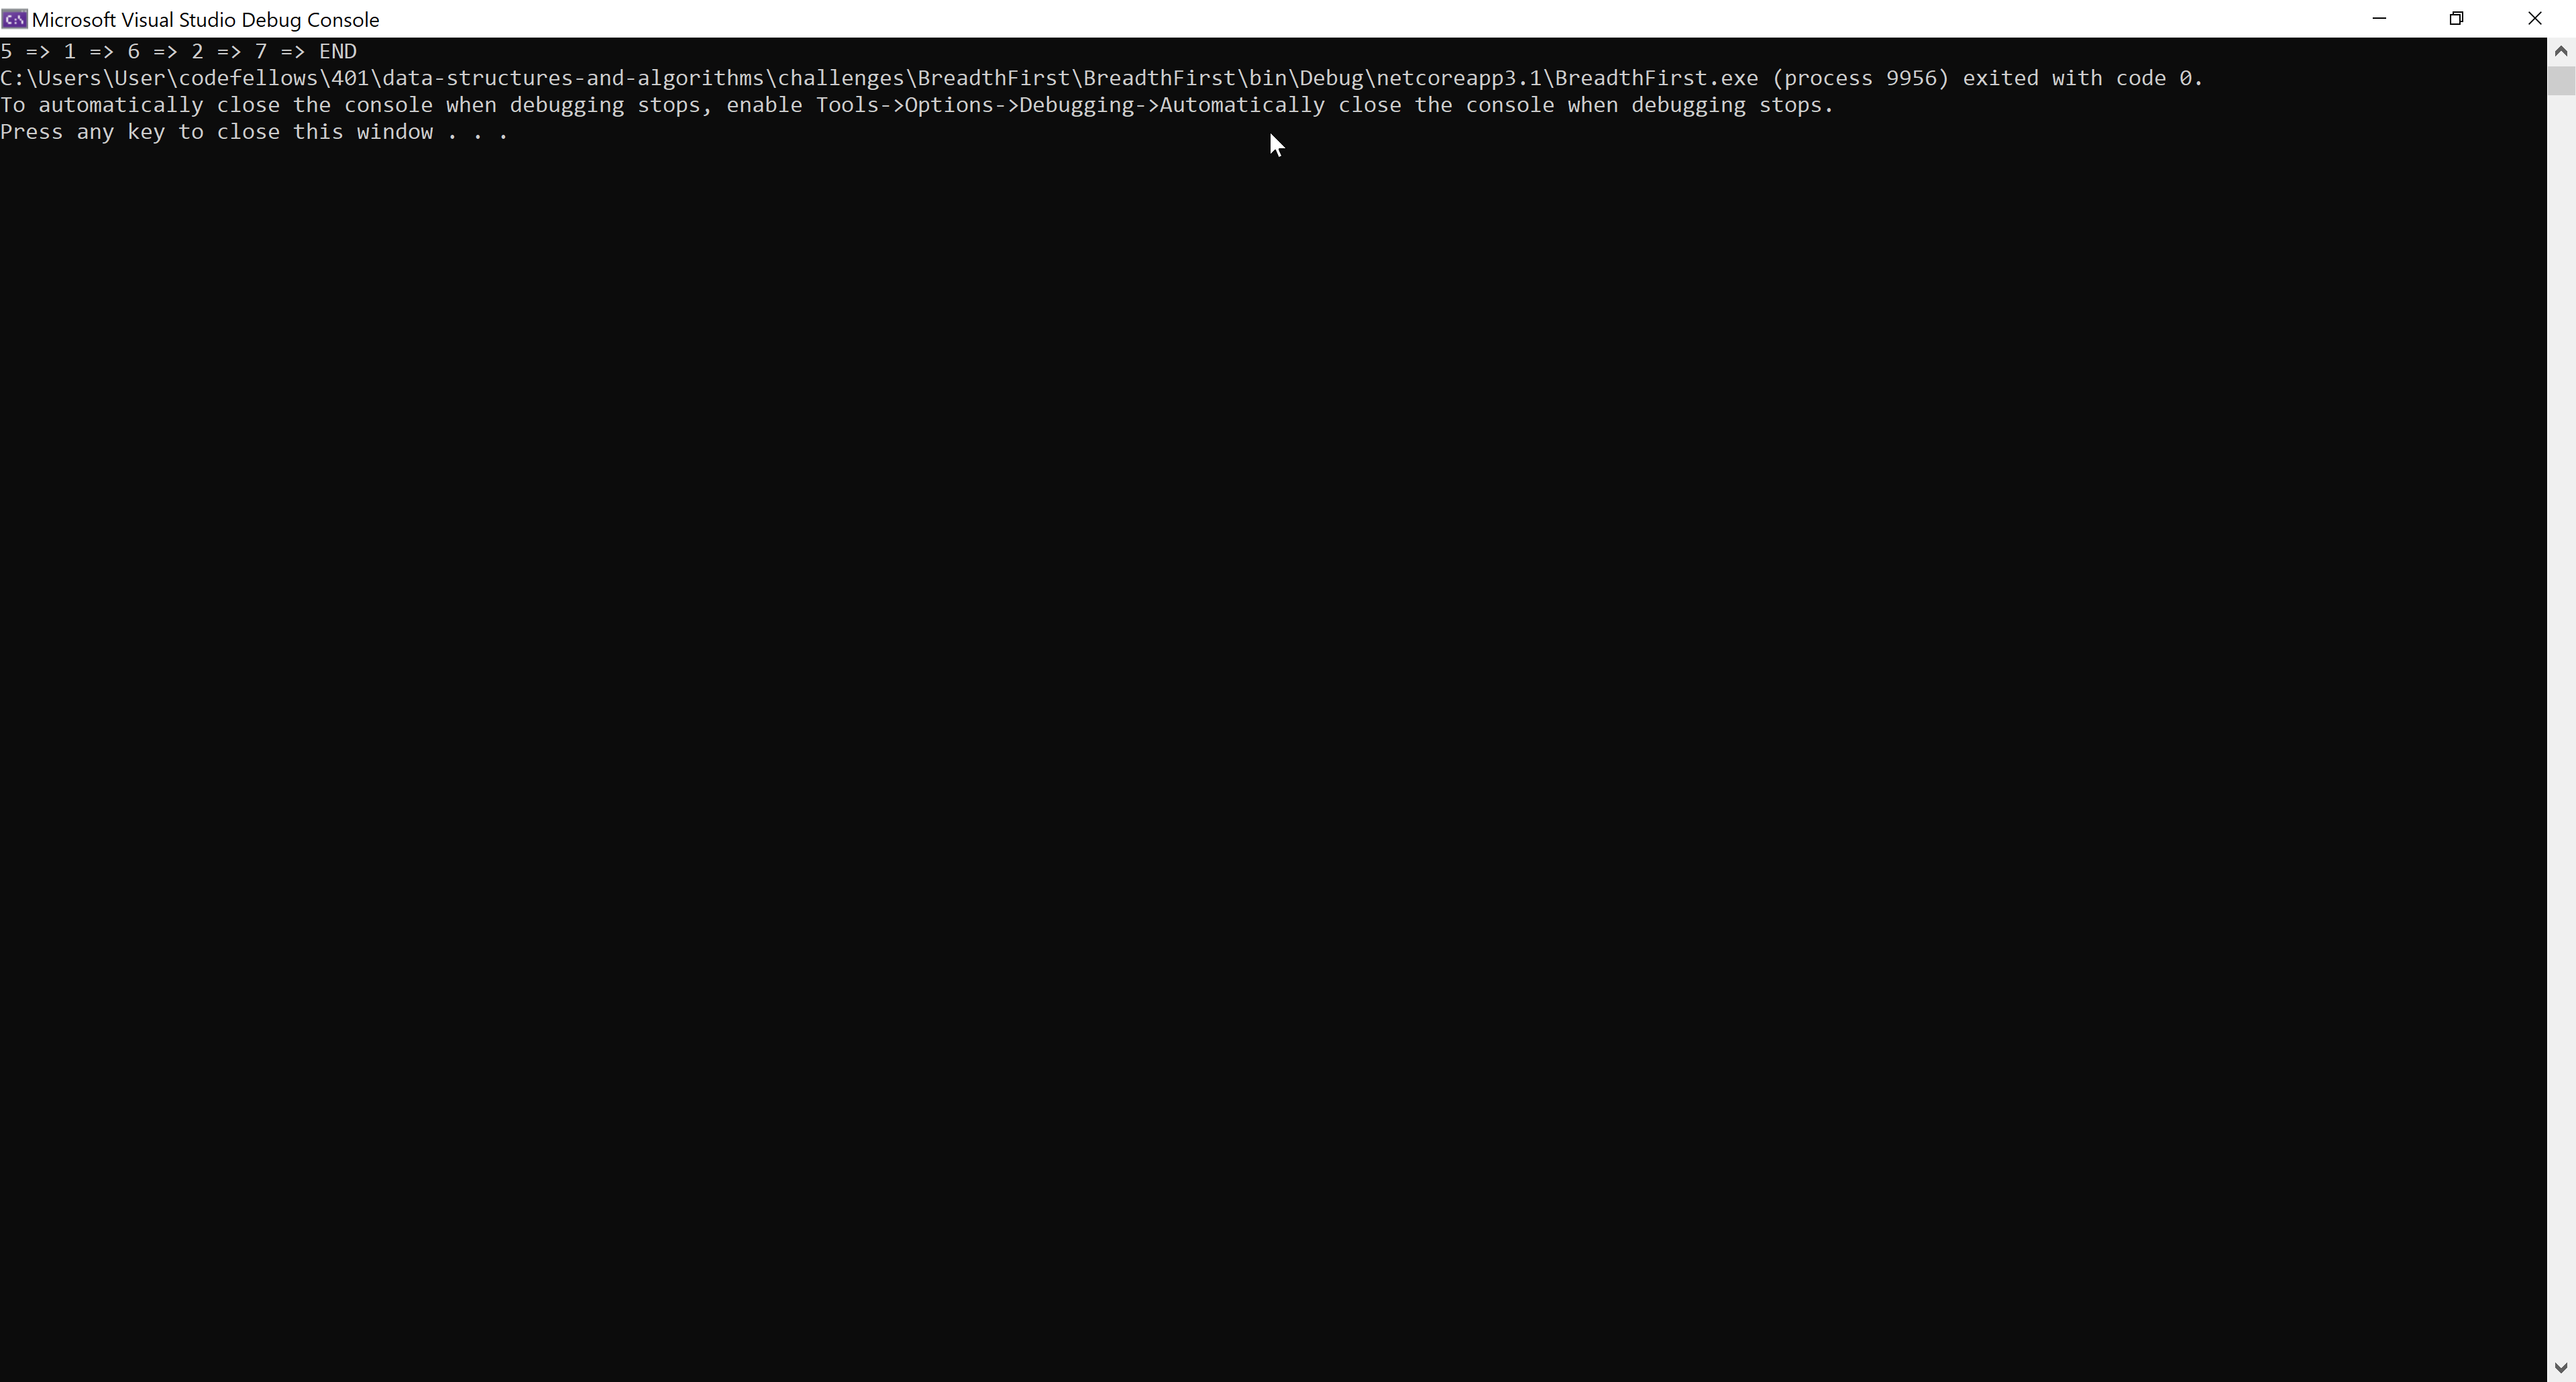 Microsoft Visual Studio Debug Console
5 => 1 => 6 => 2 => 7 => END
C:\Users\User\codefellows\401\data-structures-and-algorithms\challenges\BreadthFirst\BreadthFirst\bin\Debug\netcoreapp3.1\BreadthFirst.exe (process 9956) exited with code 0.
To automatically close the console when debugging stops, enable Tools->Options->Debugging->Automatically close the console when debugging stops.
Press any key to close this window . . .